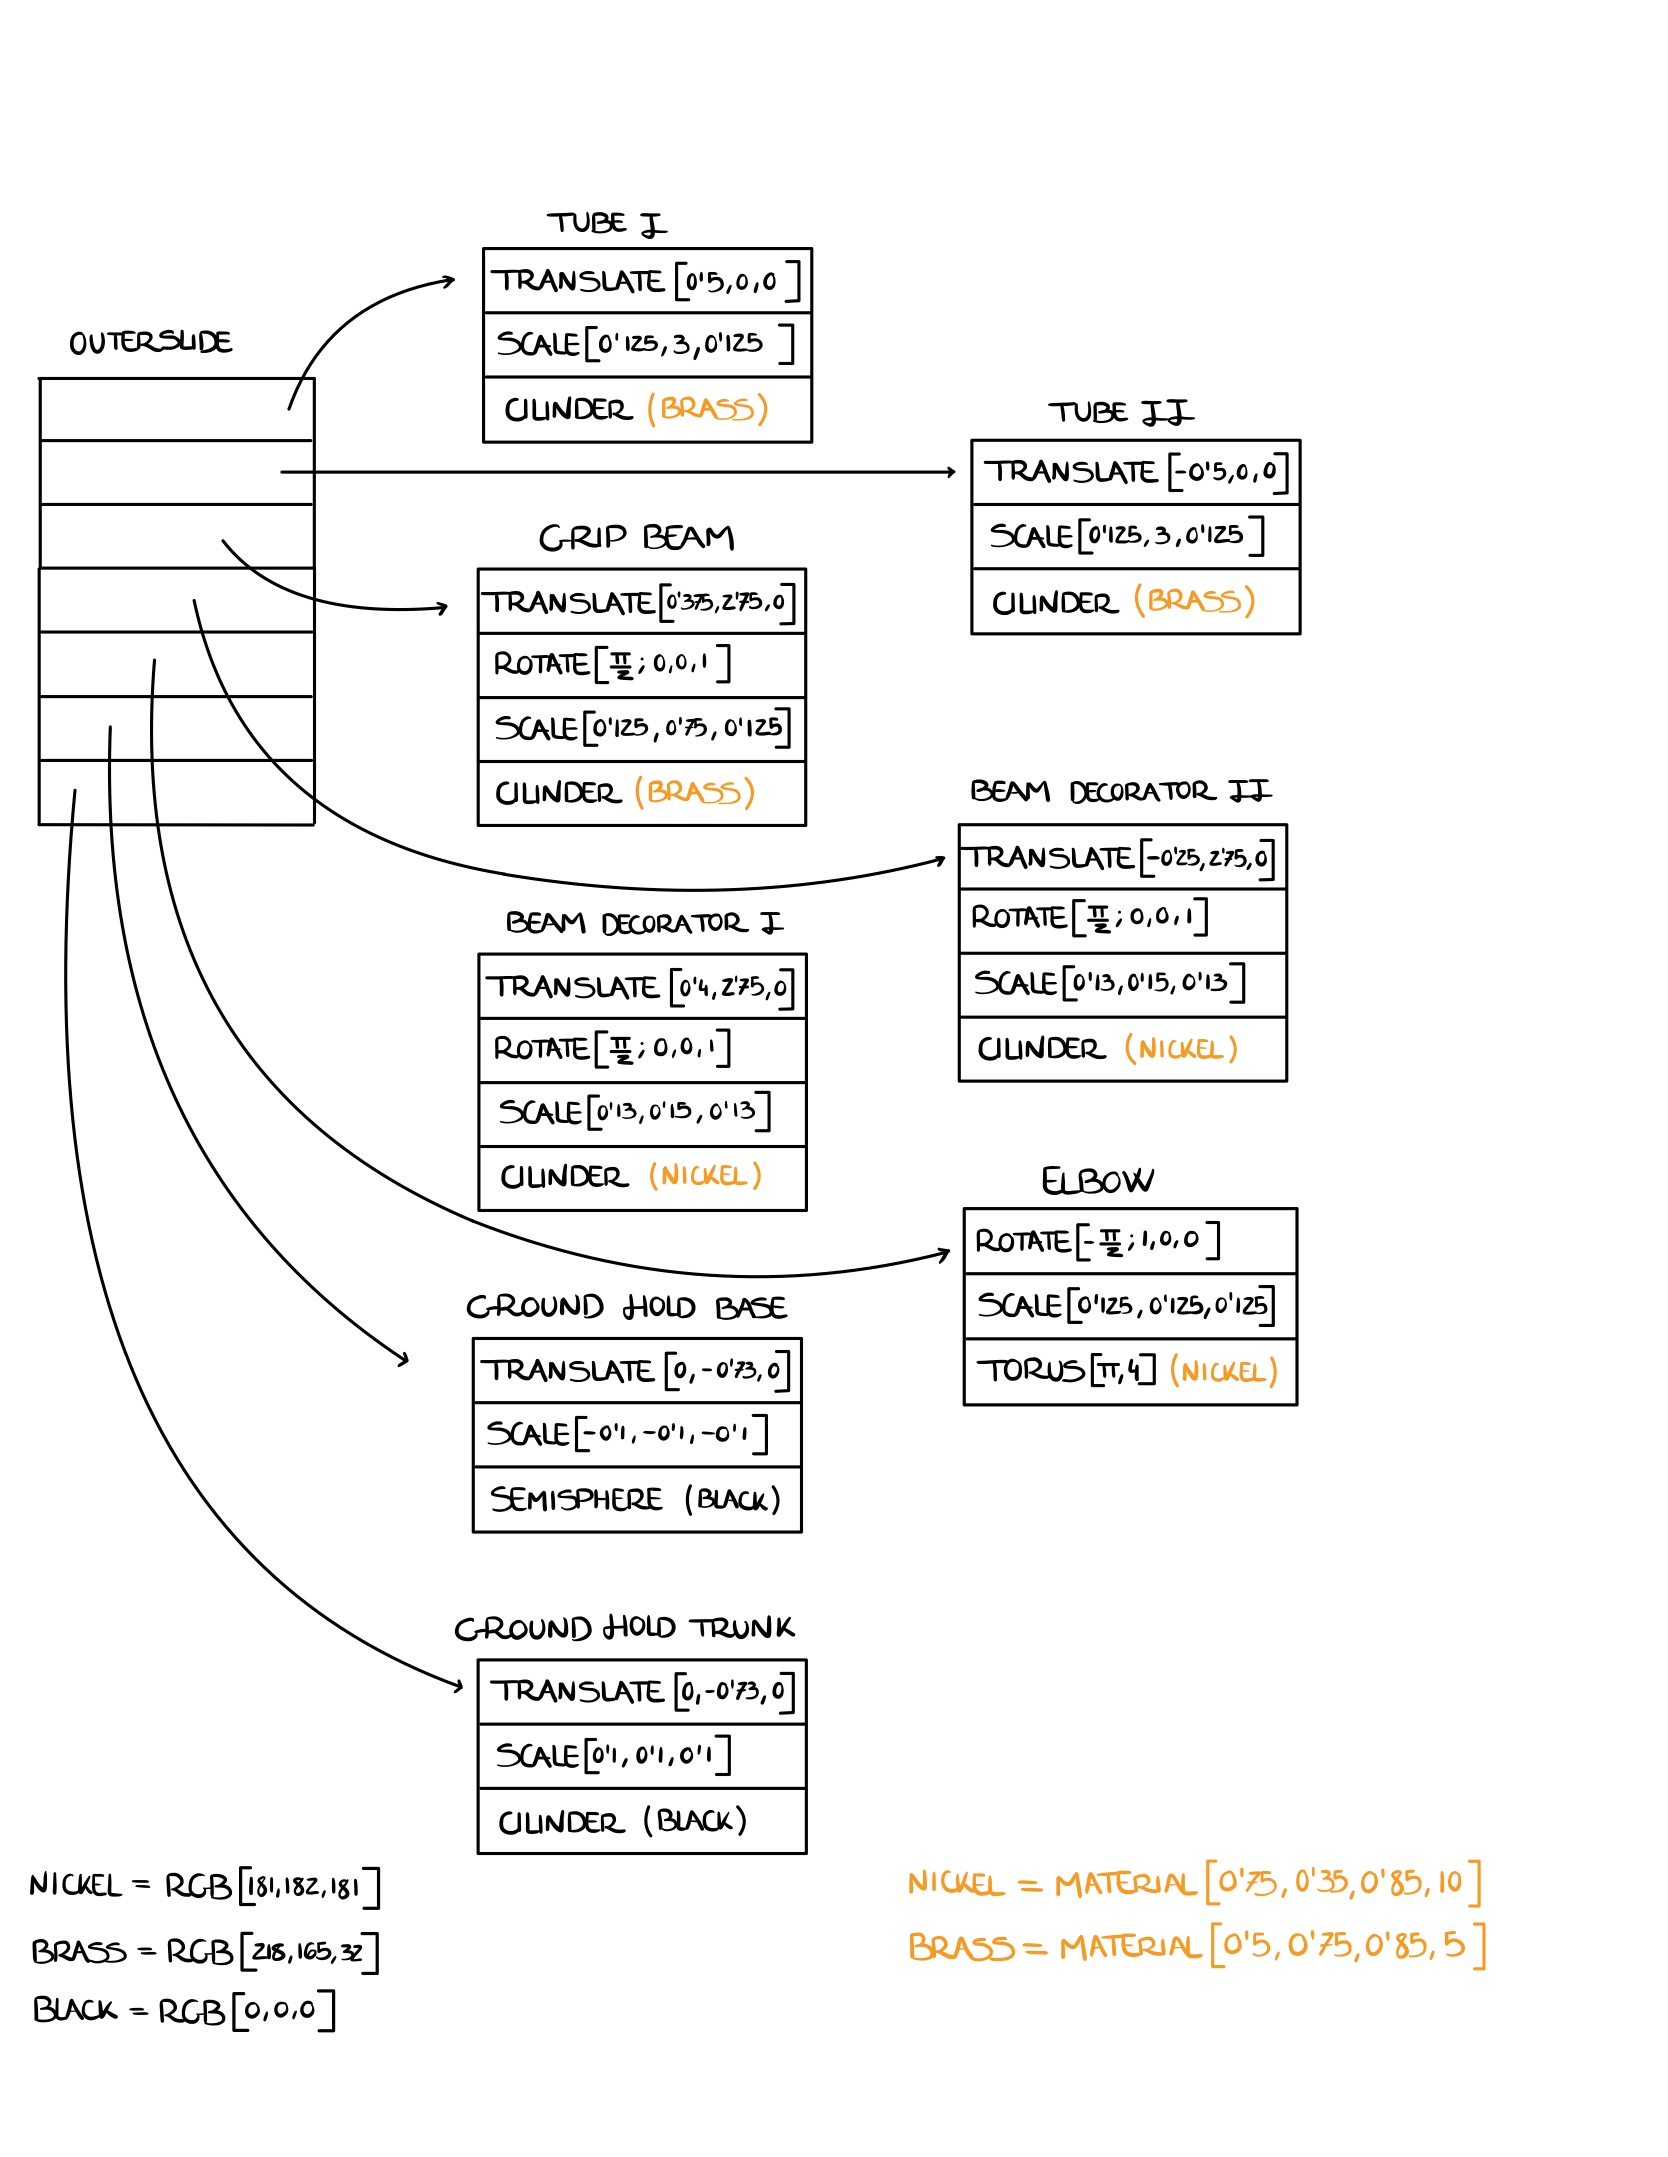 OUTERSLIDE
TUBE I
TRANSLATE [0'5,0,0]
SCALE[0'125,3,0'125]
CILINDER (BRASS)
TUBE II
TRANSLATE [-0'5,0,0]
SCALE[0'125,3,0'125]
CILINDER (BRASS)
GRIP BEAM
TRANSLATE[0'375,2'75,0]
ROTATE[π/2;0,0,1]
SCALE[0'125,0'75,0'125]
CILINDER (BRASS)
BEAM DECORATOR II
TRANSLATE[-0'25,2'75,0]
ROTATE[π/2;0,0,1]
SCALE[0'13,0'15,0'13]
CILINDER (NICKEL)
BEAM DECORATOR I
TRANSLATE [0'4,2'75,0]
ROTATE[π/2;0,0,1]
SCALE[0'13,0'15,0'13]
CILINDER (NICKEL)
ELBOW
ROTATE[-π/2;1,0,0]
SCALE[0'125,0'125,0'125]
TORUS[π,4] (NICKEL)
GROUND HOLD BASE
TRANSLATE [0,-0'73,0]
SCALE[-0'1,-0'1,-0'1]
SEMISPHERE (BLACK)
GROUND HOLD TRUNK
TRANSLATE [0,-0'73,0]
SCALE[0'1,0'1,0'1]
CILINDER (BLACK)
NICKEL = RGB[181,182,181]
BRASS = RGB[218,165,32]
BLACK = RGB[0,0,0]
NICKEL = MATERIAL[0'75,0'35,0'85,10]
BRASS = MATERIAL[0'5,0'75,0'85,5]